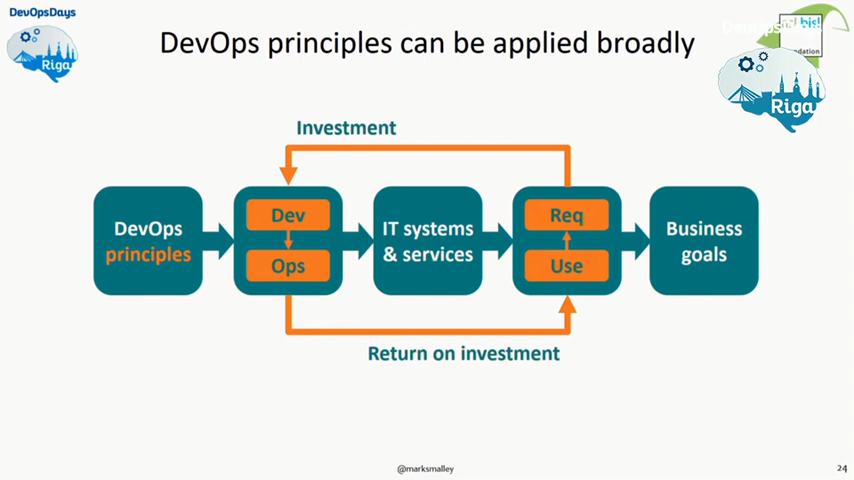 DevOpsDays
Riga
DevOps principles can be applied broadly
DevOpsDays
Riga
Investment
DevOps
principles
Dev
Ops
IT systems
& services
Req
Use
Business
goals
Return on investment
@marksmalley
24